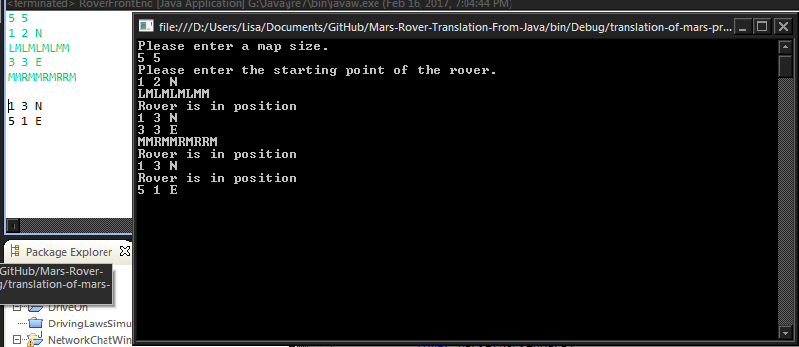 <terminated> RoverFrontEnd [Java Application] G:\Java\jre7\bin\javaw.exe (Feb 16, 2017, 7:04:44 PM)
5 5
1 2 N
LMLMLMLMM
3 3 E
MMRMMRMRRM
1 3 N
5 1 E
file:///D:/Users/Lisa/Documents/GitHub/Mars-Rover-Translation-From-Java/bin/Debug/translation-of-mars-pr...
Please enter a map size.
5 5
Please enter the starting point of the rover.
1 2 N
LMLMLMLMM
Rover is in position
1 3 N
3 3 E
MMRMMRMRRM
Rover is in position
1 3 N
Rover is in position
5 1 E
Package Explorer
GitHub/Mars-Rover-
g/translation-of-mars-
DriveOn
DrivingLawsSimu
NetworkChatWin